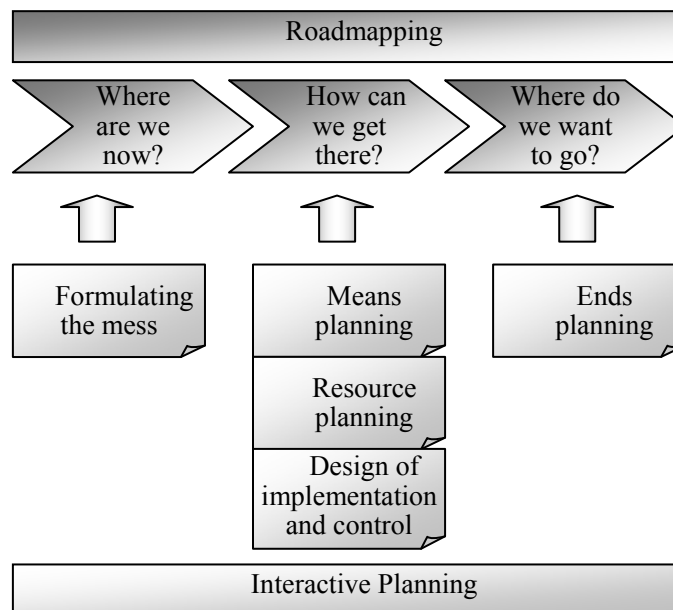 Roadmapping
Where
are we
now?
How can
we get
there?
Where do
we want
to go?
Formulating
the mess
Means
planning
Ends
planning
Resource
planning
Design of
implementation
and control
Interactive Planning